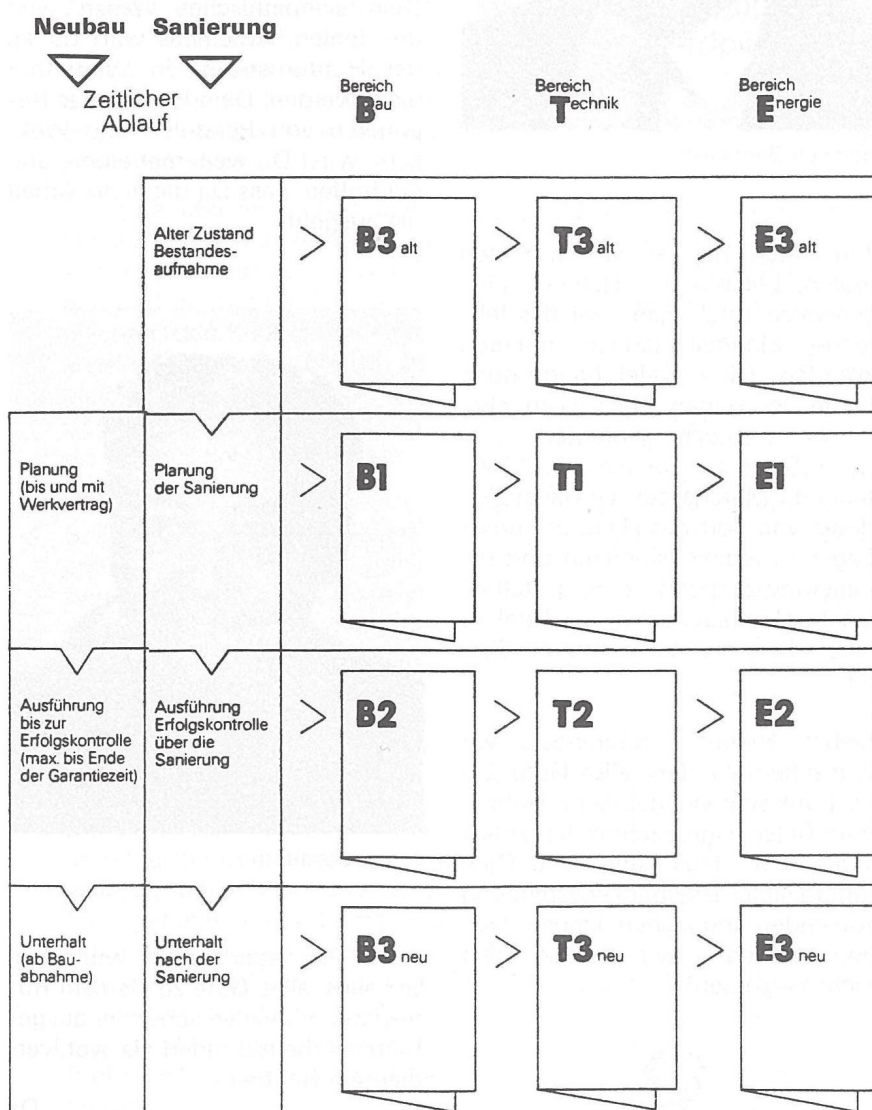 Neubau Sanierung
Zeitlicher
Ablauf
Bereich
Bau
Bereich
Technik
Bereich
Energie
Alter Zustand
Bestandes-
aufnahme
B3 alt
T3 alt
E3 alt
Planung
(bis und mit
Werkvertrag)
Planung
der Sanierung
B1
T1
E1
Ausführung
bis zur
Erfolgskontrolle
(max. bis Ende
der Garantiezeit)
Ausführung
Erfolgskontrolle
über die
Sanierung
B2
T2
E2
Unterhalt
(ab Bau-
abnahme)
Unterhalt
nach der
Sanierung
B3 neu
T3 neu
E3 neu